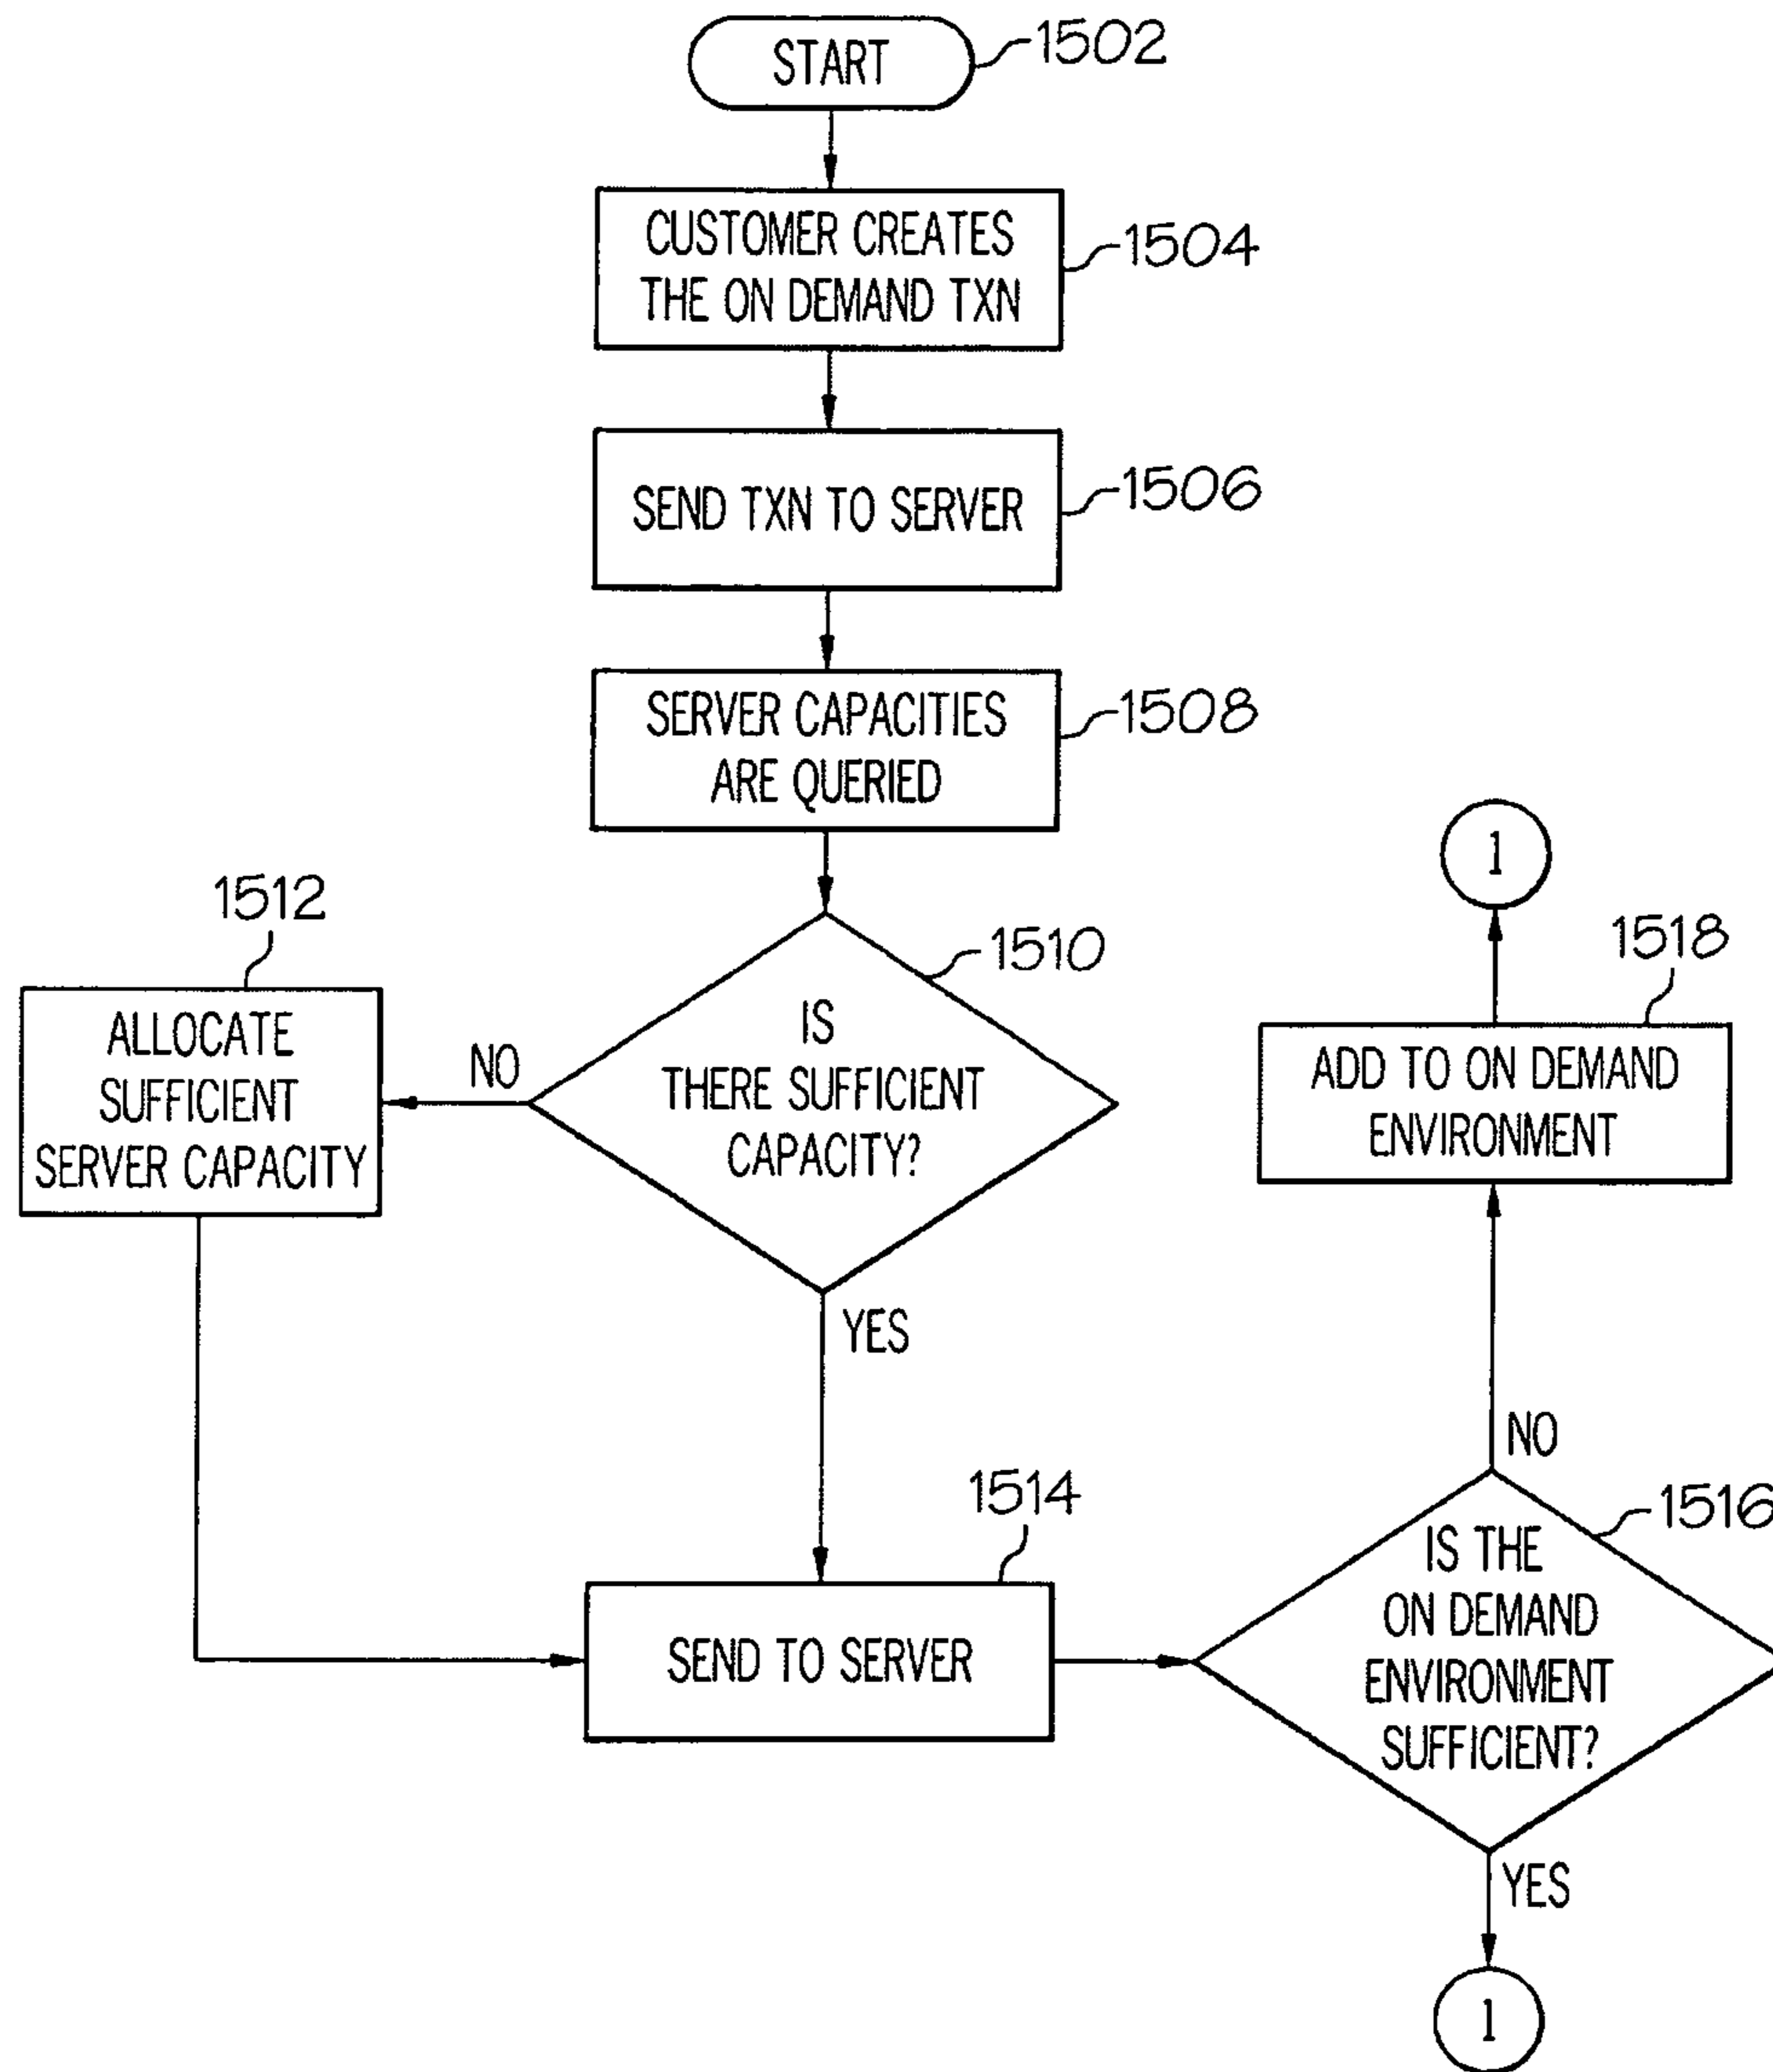 START
1502
CUSTOMER CREATES
THE ON DEMAND TXN
1504
SEND TXN TO SERVER
1506
SERVER CAPACITIES
ARE QUERIED
1508
IS
THERE SUFFICIENT
CAPACITY?
1510
NO
YES
1512
ALLOCATE
SUFFICIENT
SERVER CAPACITY
1514
SEND TO SERVER
1516
IS THE
ON DEMAND
ENVIRONMENT
SUFFICIENT?
NO
YES
1518
ADD TO ON DEMAND
ENVIRONMENT
1
1